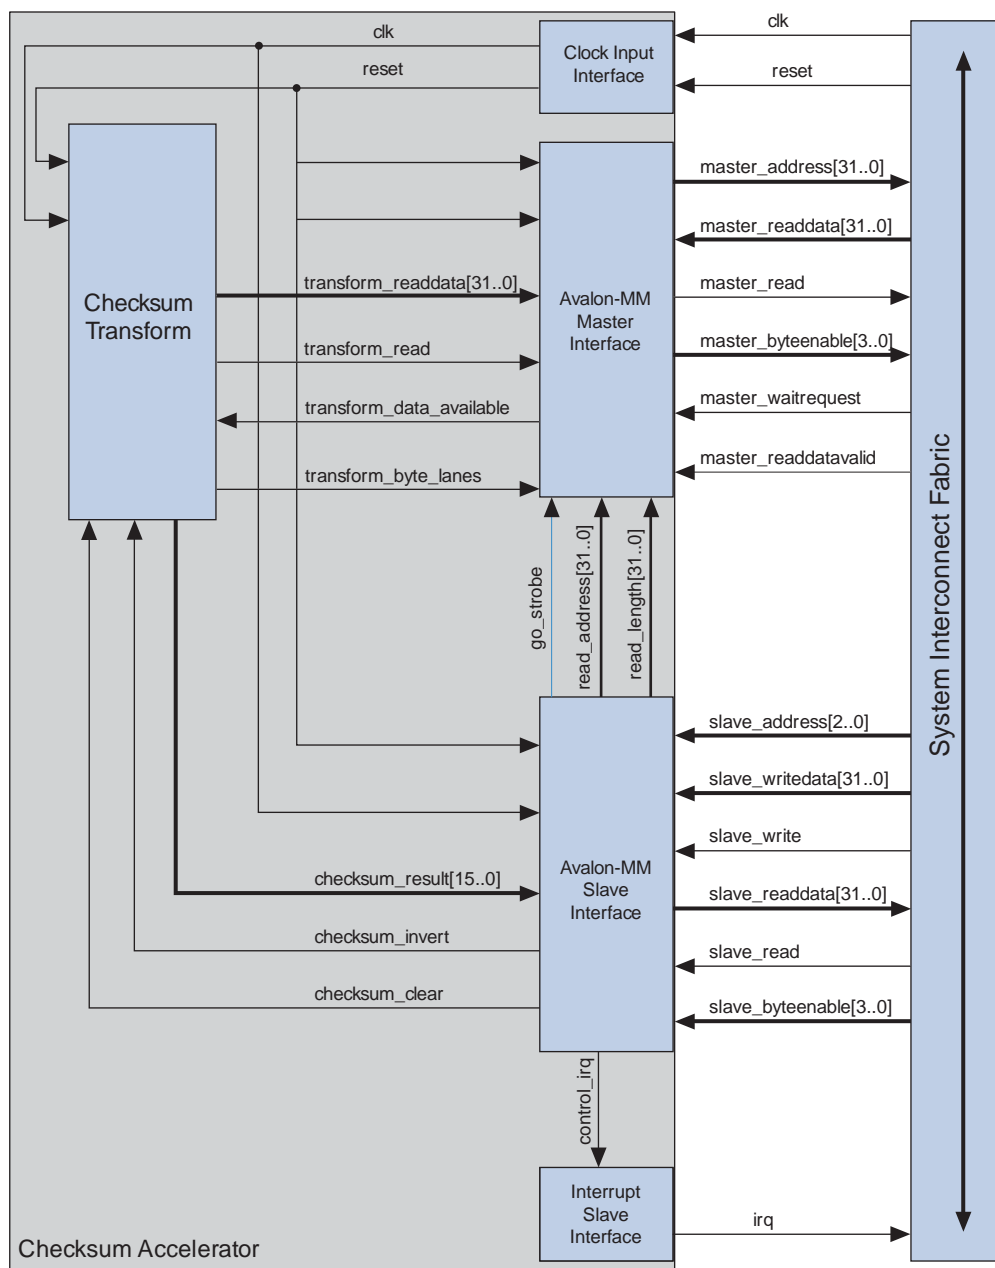 clk
clk
reset
reset
Clock Input
Interface
master_address[31..0]
master_readdata[31..0]
transform_readdata[31..0]
master_read
Checksum
Transform
Avalon-MM
Master
Interface
transform_read
master_byteenable[3..0]
transform_data_available
master_waitrequest
transform_byte_lanes
master_readdatavalid
go_strobe
read_address[31..0]
read_length[31..0]
System Interconnect Fabric
slave_address[2..0]
slave_writedata[31..0]
slave_write
Avalon-MM
Slave
Interface
checksum_result[15..0]
slave_readdata[31..0]
checksum_invert
slave_read
checksum_clear
slave_byteenable[3..0]
control_irq
Interrupt
Slave
Interface
irq
Checksum Accelerator